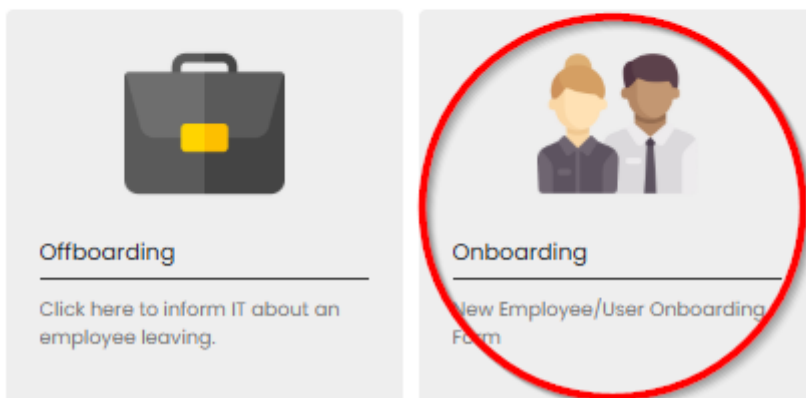 Offboarding
Click here to inform IT about an
employee leaving.
Onboarding
New Employee/User Onboarding
Form